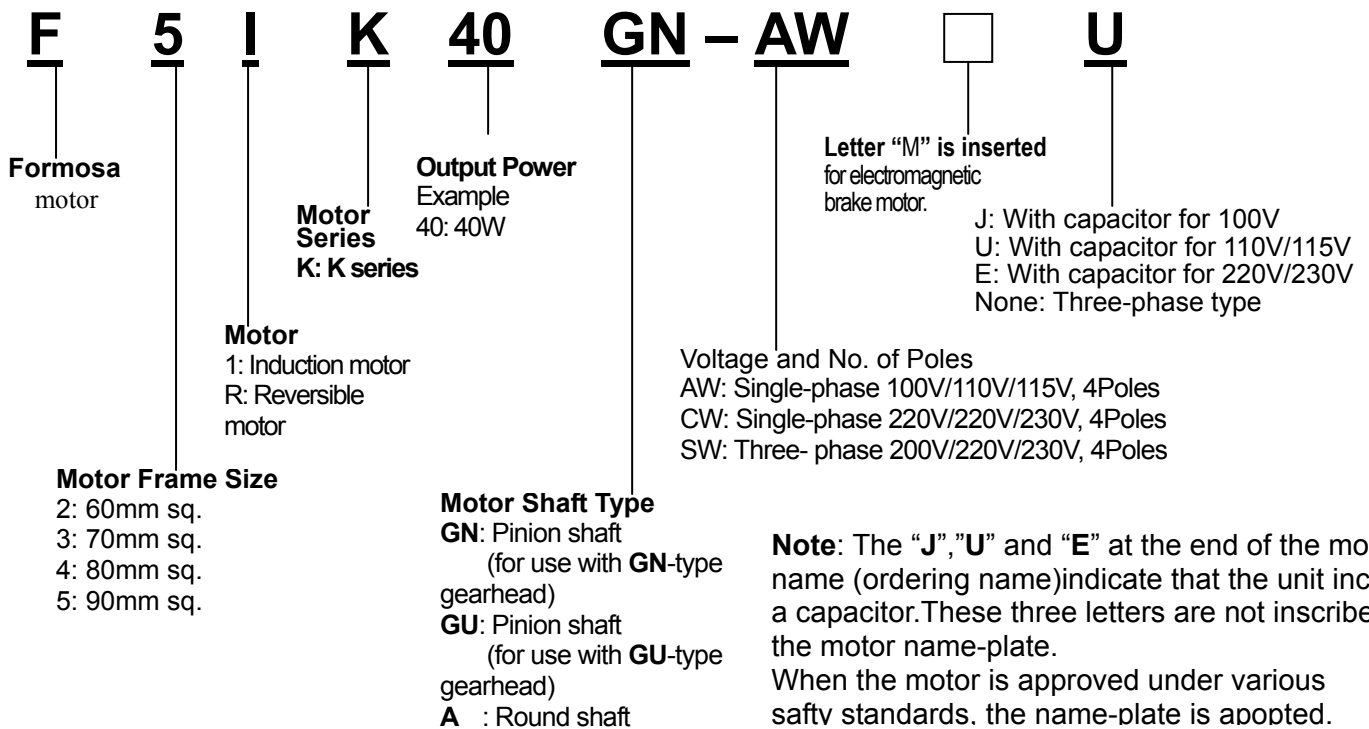 F 5 I K 40 GN – AW □ U
Formosa
motor
Output Power
Example
40: 40W
Motor
Series
K: K series
Letter “M” is inserted
for electromagnetic
brake motor.
J: With capacitor for 100V
U: With capacitor for 110V/115V
E: With capacitor for 220V/230V
None: Three-phase type
Motor
1: Induction motor
R: Reversible
motor
Voltage and No. of Poles
AW: Single-phase 100V/110V/115V, 4Poles
CW: Single-phase 220V/220V/230V, 4Poles
SW: Three- phase 200V/220V/230V, 4Poles
Motor Frame Size
2: 60mm sq.
3: 70mm sq.
4: 80mm sq.
5: 90mm sq.
Motor Shaft Type
GN: Pinion shaft
(for use with GN-type
gearhead)
GU: Pinion shaft
(for use with GU-type
gearhead)
A : Round shaft
Note: The “J”,”U” and “E” at the end of the mo
name (ordering name)indicate that the unit inc
a capacitor.These three letters are not inscribe
the motor name-plate.
When the motor is approved under various
safty standards, the name-plate is apopted.